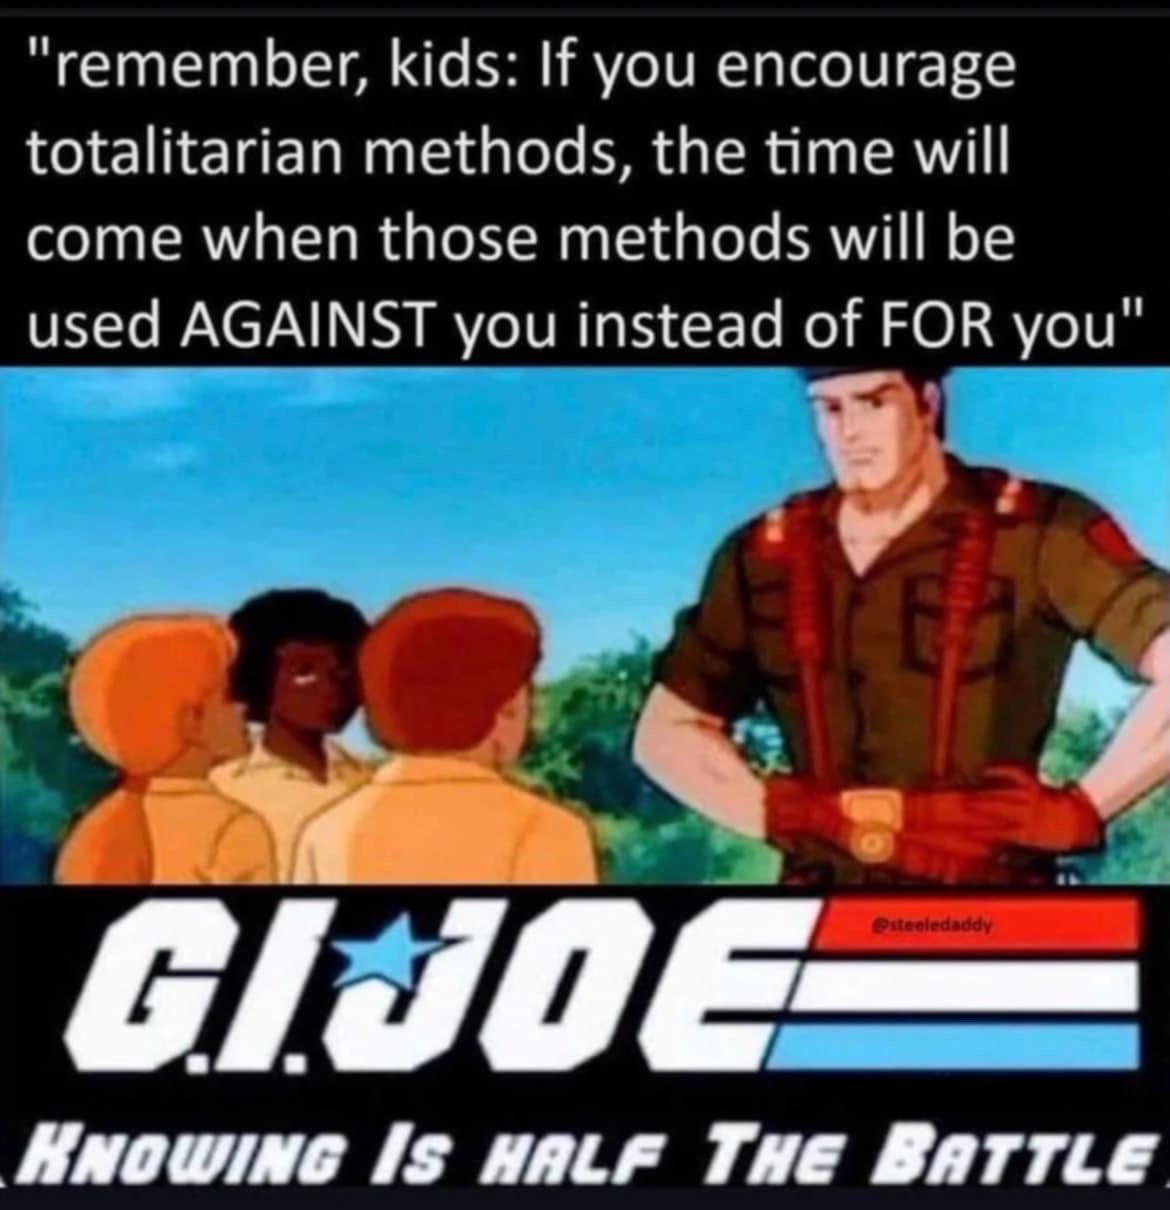 "remember, kids: If you encourage
totalitarian methods, the time will
come when those methods will be
used AGAINST you instead of FOR you"
@steeledaddy
G.I.JOE
KNOWING IS HALF THE BATTLE.